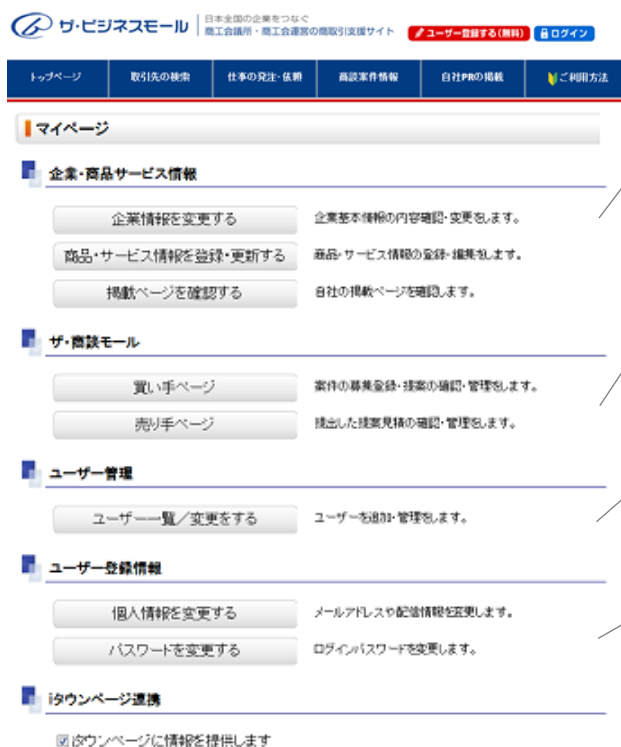 ザ・ビジネスモール
日本全国の企業をつなぐ
商工会議所・商工会運営の商取引支援サイト
ユーザー登録する(無料)
ログイン
トップページ 取引先の検索 仕事の発注・依頼 商談案件情報 自社PRの掲載 ご利用方法
マイページ
企業・商品サービス情報
企業情報を変更する 企業基本情報の内容確認・変更をします。
商品・サービス情報を登録・更新する 商品・サービス情報の登録・編集をします。
掲載ページを確認する 自社の掲載ページを確認します。
ザ・商談モール
買い手ページ 案件の募集登録・提案の確認・管理をします。
売り手ページ 提出した提案見積の確認・管理をします。
ユーザー管理
ユーザー一覧／変更をする ユーザーを追加・管理をします。
ユーザー登録情報
個人情報を変更する メールアドレスや配信情報を変更します。
パスワードを変更する ログインパスワードを変更します。
iタウンページ連携
iタウンページに情報を提供します